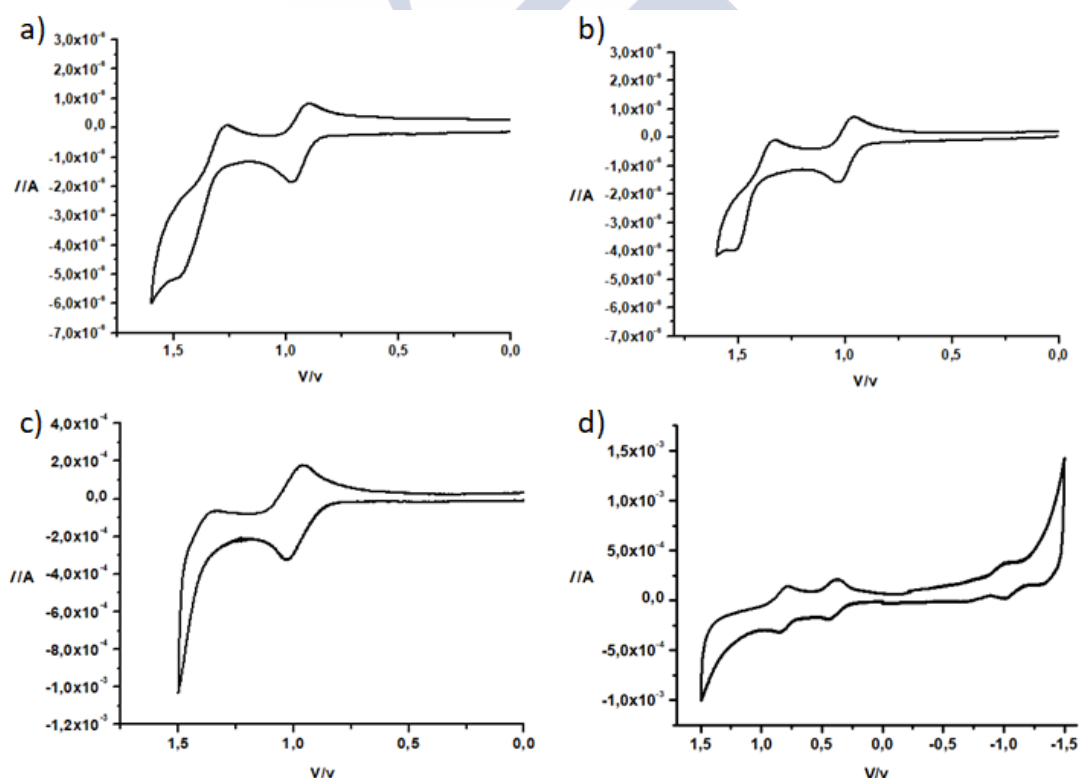 a)
3,0x10⁻⁶
2,0x10⁻⁶
1,0x10⁻⁶
0,0
-1,0x10⁻⁶
I/A
-2,0x10⁻⁶
-3,0x10⁻⁶
-4,0x10⁻⁶
-5,0x10⁻⁶
-6,0x10⁻⁶
-7,0x10⁻⁶
1,5 1,0 0,5 0,0
V/v
b)
3,0x10⁻⁶
2,0x10⁻⁶
1,0x10⁻⁶
0,0
-1,0x10⁻⁶
I/A
-2,0x10⁻⁶
-3,0x10⁻⁶
-4,0x10⁻⁶
-5,0x10⁻⁶
-6,0x10⁻⁶
-7,0x10⁻⁶
1,5 1,0 0,5 0,0
V/v
c)
4,0x10⁻⁴
2,0x10⁻⁴
0,0
-2,0x10⁻⁴
-4,0x10⁻⁴
I/A
-6,0x10⁻⁴
-8,0x10⁻⁴
-1,0x10⁻³
-1,2x10⁻³
1,5 1,0 0,5 0,0
V/v
d)
1,5x10⁻³
1,0x10⁻³
5,0x10⁻⁴
I/A
0,0
-5,0x10⁻⁴
-1,0x10⁻³
1,5 1,0 0,5 0,0 -0,5 -1,0 -1,5
V/v